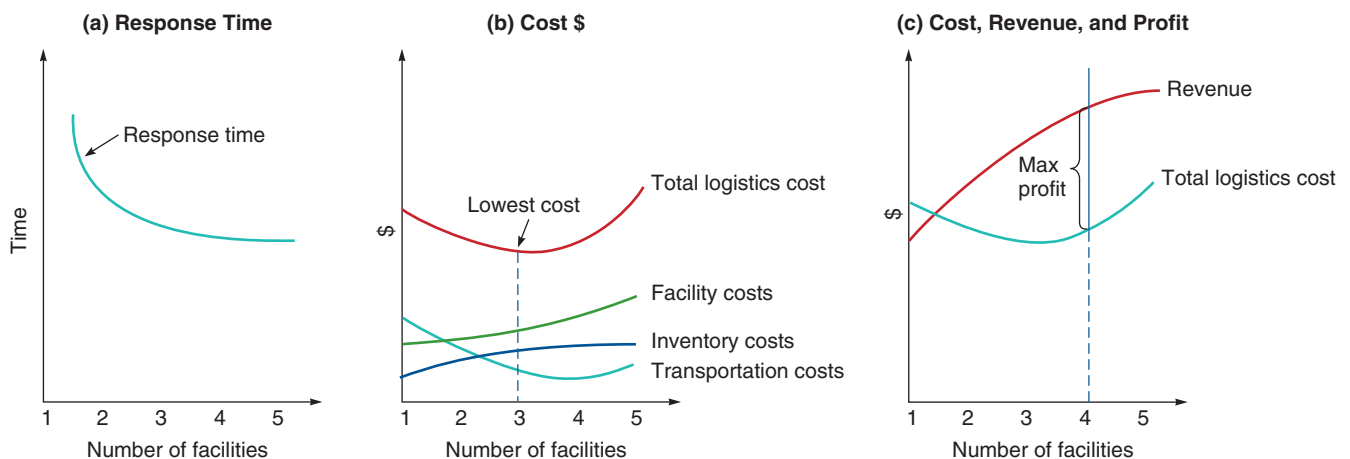 (a) Response Time
Time
Response time
1 2 3 4 5
Number of facilities
(b) Cost $
$
Lowest cost
Total logistics cost
Facility costs
Inventory costs
Transportation costs
1 2 3 4 5
Number of facilities
(c) Cost, Revenue, and Profit
$
Revenue
Max
profit
Total logistics cost
1 2 3 4 5
Number of facilities